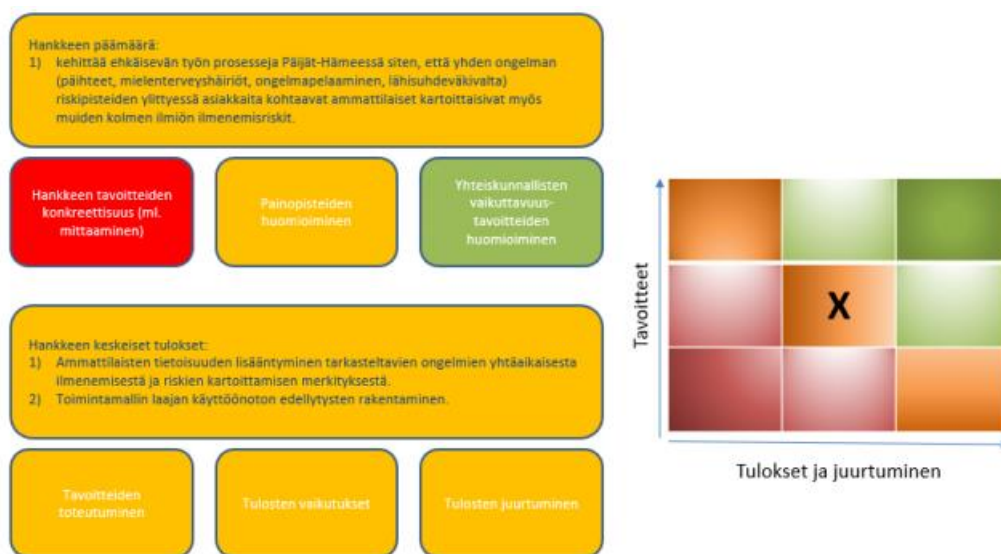 Hankkeen päämäärä:
1) kehittää ehkäisevän työn prosesseja Päijät-Hämeessä siten, että yhden ongelman
(päihteet, mielenterveyshäiriöt, ongelmapelaaminen, lähisuhdeväkivalta)
riskipisteiden ylittyessä asiakkaita kohtaavat ammattilaiset kartoittaisivat myös
muiden kolmen ilmiön ilmenemisriskit.
Hankkeen tavoitteiden
konkreettisuus (ml.
mittaaminen)
Painopisteiden
huomioiminen
Yhteiskunnallisten
vaikuttavuus-
tavoitteiden
huomioiminen
Hankkeen keskeiset tulokset:
1) Ammattilaisten tietoisuuden lisääntyminen tarkasteltavien ongelmien yhtäaikaisesta
ilmenemisestä ja riskien kartoittamisen merkityksestä.
2) Toimintamallin laajan käyttöönoton edellytysten rakentaminen.
Tavoitteiden
toteutuminen
Tulosten vaikutukset
Tulosten juurtuminen
Tavoitteet
X
Tulokset ja juurtuminen